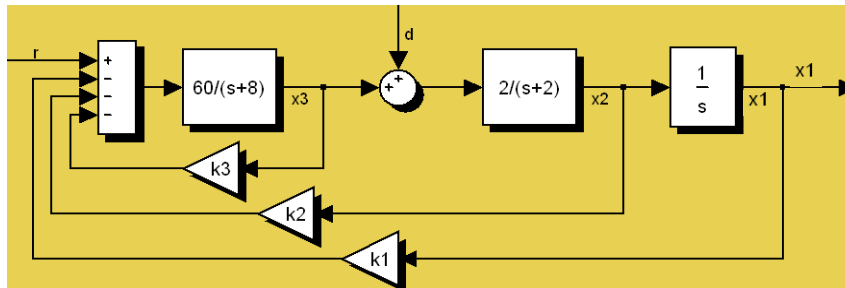 r
+
−
−
−
60/(s+8)
x3
d
+
+
2/(s+2)
x2
1
s
x1
x1
k3
k2
k1